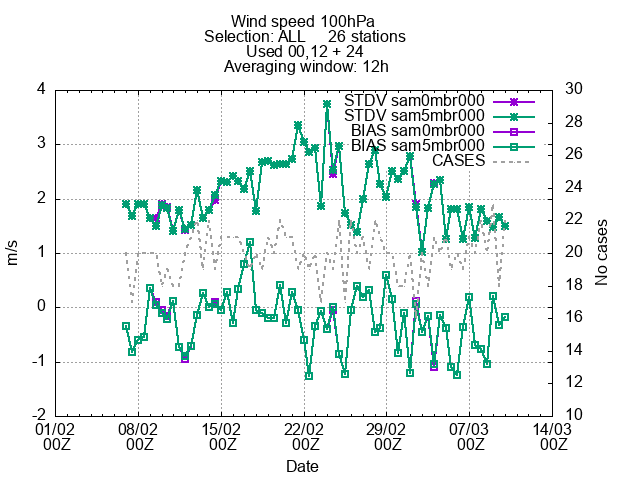 Wind speed 100hPa
Selection: ALL 26 stations
Used 00,12 + 24
Averaging window: 12h
STDV sam0mbr000
STDV sam5mbr000
BIAS sam0mbr000
BIAS sam5mbr000
CASES
4
3
2
1
0
-1
-2
m/s
30
28
26
24
22
20
18
16
14
12
10
No cases
01/02 08/02 15/02 22/02 29/02 07/03 14/03
00Z 00Z 00Z 00Z 00Z 00Z 00Z
Date